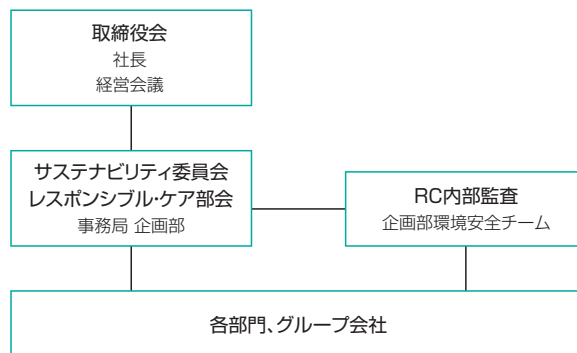 取締役会
社長
経営会議
サステナビリティ委員会
レスポンシブル・ケア部会
事務局 企画部
RC内部監査
企画部環境安全チーム
各部門、グループ会社